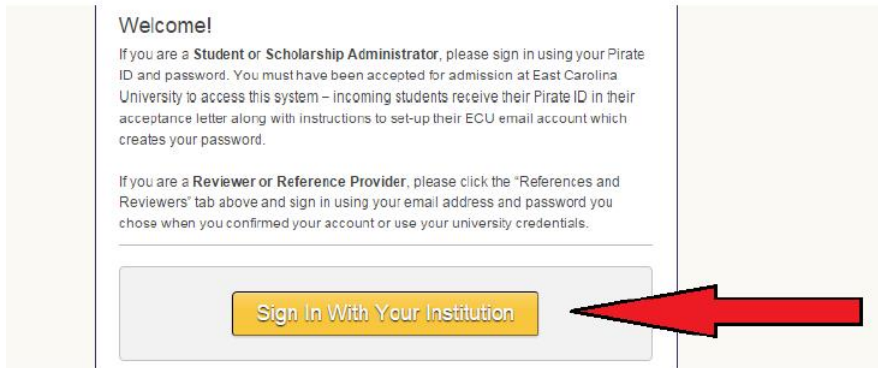 Welcome!
If you are a Student or Scholarship Administrator, please sign in using your Pirate
ID and password. You must have been accepted for admission at East Carolina
University to access this system – incoming students receive their Pirate ID in their
acceptance letter along with instructions to set-up their ECU email account which
creates your password.
If you are a Reviewer or Reference Provider, please click the “References and
Reviewers” tab above and sign in using your email address and password you
chose when you confirmed your account or use your university credentials.
Sign In With Your Institution